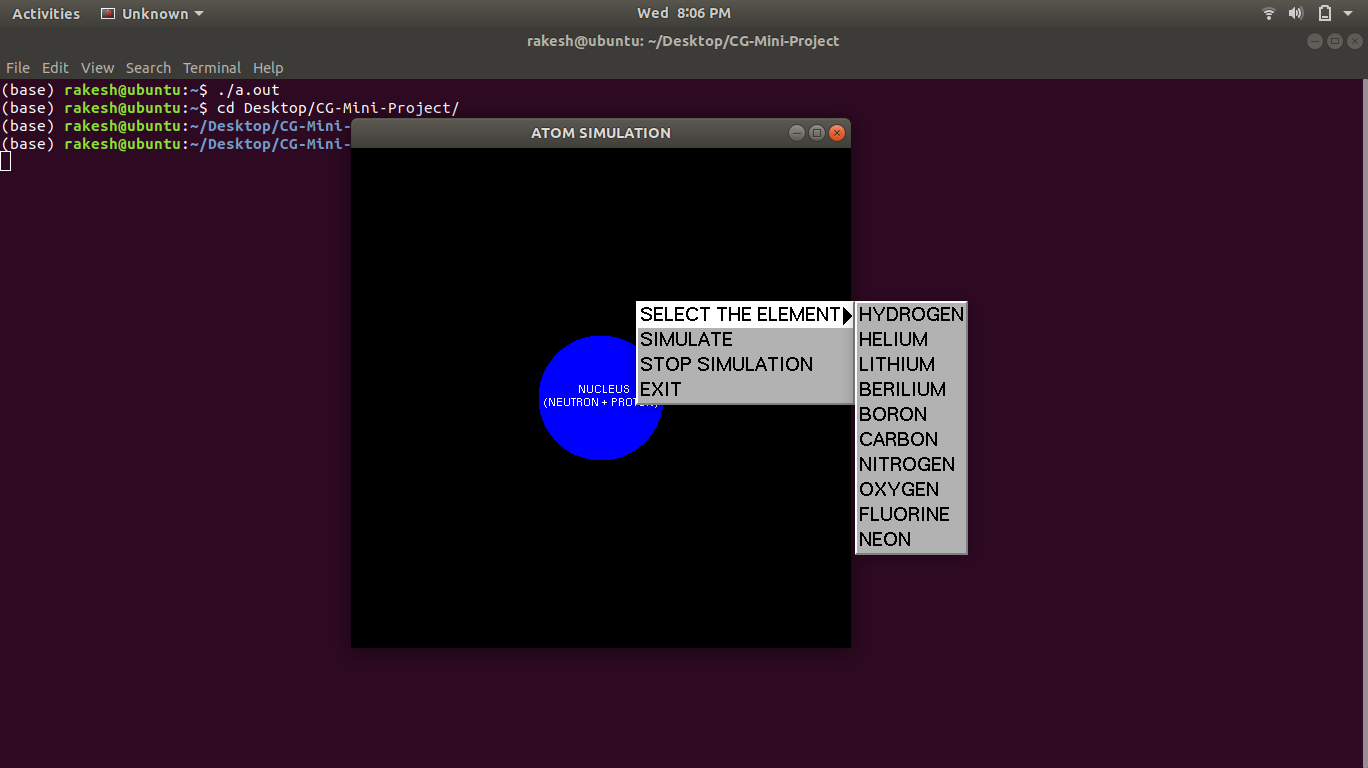 Activities Unknown Wed 8:06 PM
rakesh@ubuntu: ~/Desktop/CG-Mini-Project
File Edit View Search Terminal Help
(base) rakesh@ubuntu:~$ ./a.out
(base) rakesh@ubuntu:~$ cd Desktop/CG-Mini-Project/
(base) rakesh@ubuntu:~/Desktop/CG-Mini-
(base) rakesh@ubuntu:~/Desktop/CG-Mini-
ATOM SIMULATION
NUCLEUS
(NEUTRON + PROTON)
SELECT THE ELEMENT
SIMULATE
STOP SIMULATION
EXIT
HYDROGEN
HELIUM
LITHIUM
BERILIUM
BORON
CARBON
NITROGEN
OXYGEN
FLUORINE
NEON